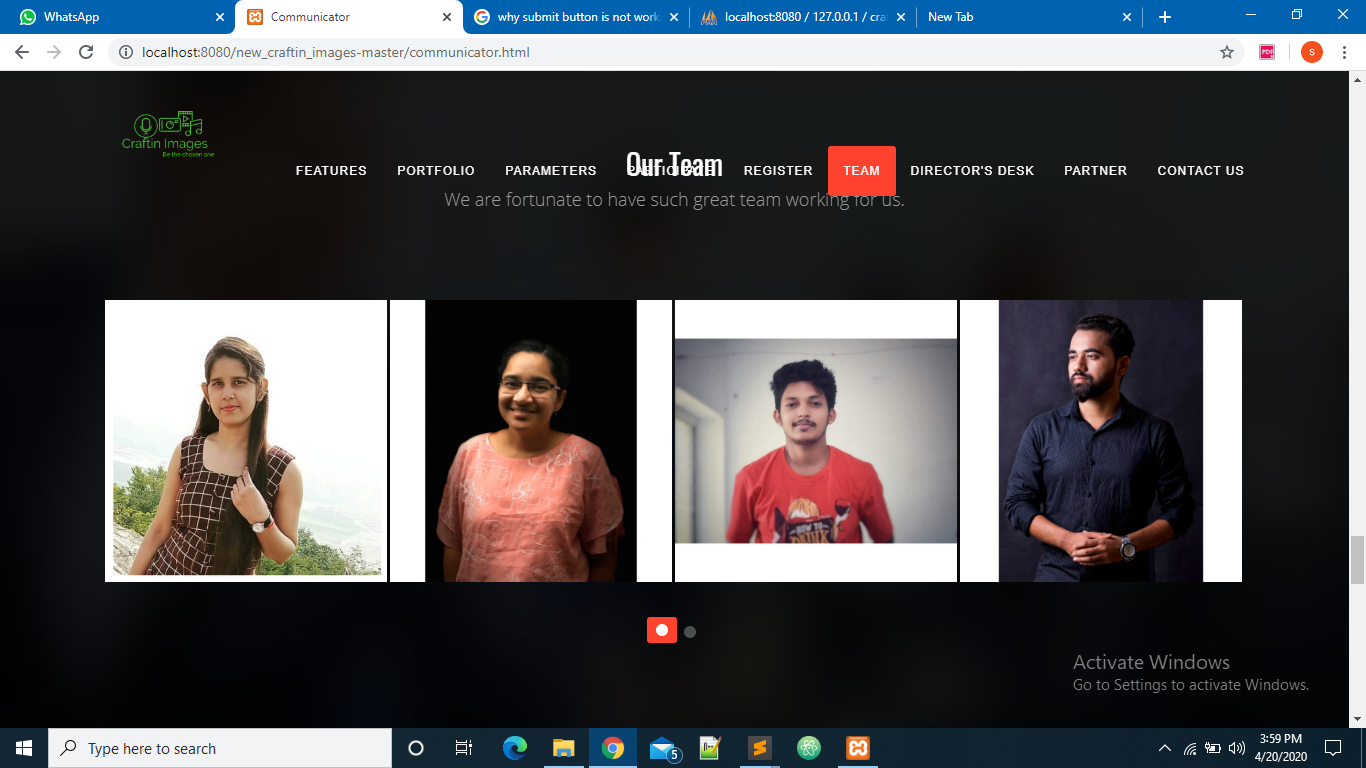 WhatsApp
Communicator
why submit button is not work
localhost:8080 / 127.0.0.1 / cra
New Tab
localhost:8080/new_craftin_images-master/communicator.html
PDF
S
Craftin Images
Be the chosen one
Our Team
FEATURES PORTFOLIO PARAMETERS REGISTER TEAM DIRECTOR'S DESK PARTNER CONTACT US
We are fortunate to have such great team working for us.
HOW TO
Activate Windows
Go to Settings to activate Windows.
Type here to search
5
3:59 PM
4/20/2020